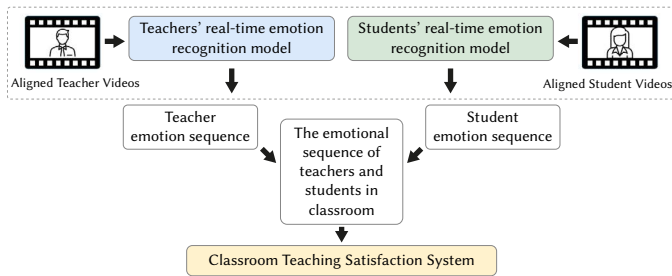 Teachers’ real-time emotion
recognition model
Students’ real-time emotion
recognition model
Aligned Teacher Videos
Aligned Student Videos
Teacher
emotion sequence
Student
emotion sequence
The emotional
sequence of
teachers and
students in
classroom
Classroom Teaching Satisfaction System